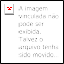 A imagem
vinculada não
pode ser
exibida.
Talvez o
arquivo tenha
sido movido,